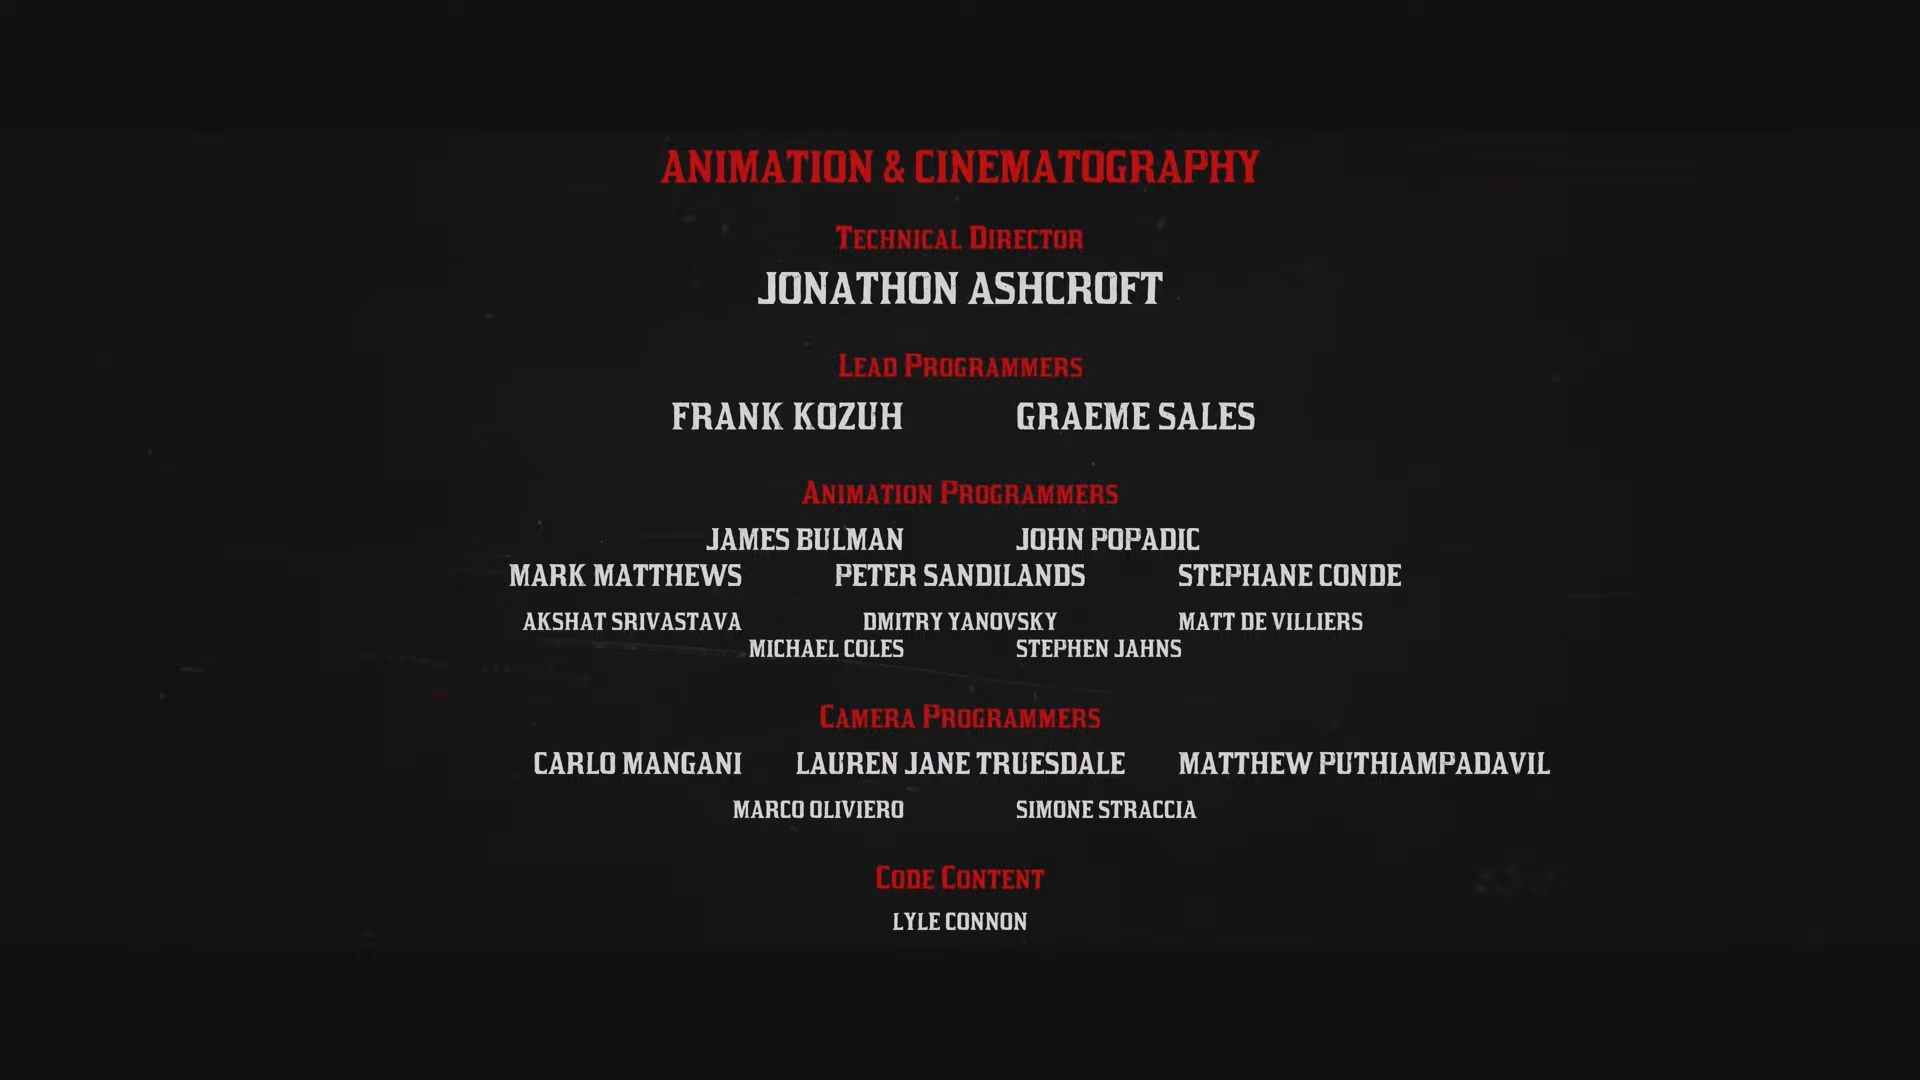 ANIMATION & CINEMATOGRAPHY
TECHNICAL DIRECTOR
JONATHON ASHCROFT
LEAD PROGRAMMERS
FRANK KOZUH GRAEME SALES
ANIMATION PROGRAMMERS
JAMES BULMAN JOHN POPADIC
MARK MATTHEWS PETER SANDILANDS STEPHANE CONDE
AKSHAT SRIVASTAVA DMITRY YANOVSKY MATT DE VILLIERS
MICHAEL COLES STEPHEN JAHNS
CAMERA PROGRAMMERS
CARLO MANGANI LAUREN JANE TRUESDALE MATTHEW PUTHIAMPADAVIL
MARCO OLIVIERO SIMONE STRACCIA
CODE CONTENT
LYLE CONNON